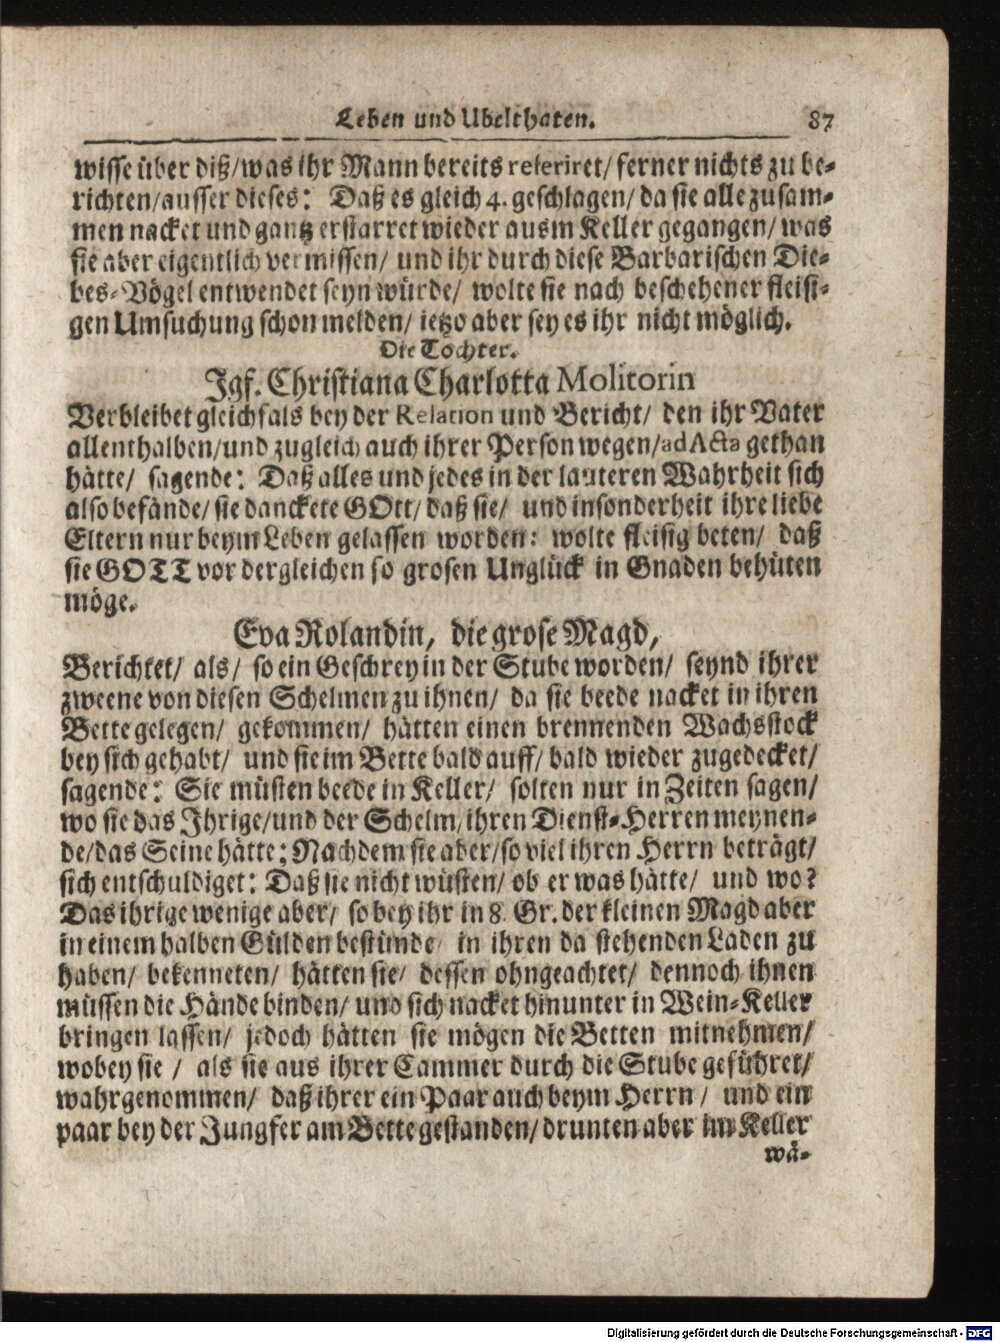 Leben und Ubelthaten. 87
wisse über diß/was ihr Mann bereits referiret/ ferner nichts zu be-
richten/ausser dieses: Daß es gleich 4. geschlagen/ da sie alle zusam-
men nacket und gantz erstarret wieder ausm Keller gegangen/ was
sie aber eigentlich vermissen/ und ihr durch diese Barbarischen Die-
bes-Vögel entwendet seyn würde/ wolte sie nach beschehener fleisi-
gen Umsuchung schon melden/ ietzo aber sey es ihr nicht möglich.
Die Tochter.
Jgf. Christiana Charlotta Molitorin
Verbleibet gleichfals bey der Relation und Bericht/ den ihr Vater
allenthalben/und zugleich auch ihrer Person wegen/ad Acta gethan
hätte/ sagende: Daß alles und jedes in der lauteren Wahrheit sich
also befände/ sie danckete GOtt/ daß sie/ und insonderheit ihre liebe
Eltern nur beym Leben gelassen worden: wolte fleisig beten/ daß
sie GOTT vor dergleichen so grosen Unglück in Gnaden behüten
möge.
Eva Rolandin, die grose Magd,
Berichtet/ als/ so ein Geschrey in der Stube worden/ seynd ihrer
zweene von diesen Schelmen zu ihnen/ da sie beede nacket in ihren
Bette gelegen/ gekommen/ hätten einen brennenden Wachsstock
bey sich gehabt/ und sie im Bette bald auff/ bald wieder zugedecket/
sagende: Sie müsten beede in Keller/ solten nur in Zeiten sagen/
wo sie das Jhrige/und der Schelm/ihren Dienst-Herren meynen-
de/das Seine hätte; Nachdem sie aber/so viel ihren Herrn beträgt/
sich entschuldiget: Daß sie nicht wüsten/ ob er was hätte/ und wo?
Das ihrige wenige aber/ so bey ihr in 8. Gr. der kleinen Magd aber
in einem halben Gülden bestünde/ in ihren da stehenden Laden zu
haben/ bekenneten/ hätten sie/ dessen ohngeachtet/ dennoch ihnen
müssen die Hände binden/ und sich nacket hinunter in Wein-Keller
bringen lassen/ jedoch hätten sie mögen die Betten mitnehmen/
wobey sie / als sie aus ihrer Cammer durch die Stube geführet/
wahrgenommen/ daß ihrer ein Paar auch beym Herrn / und ein
paar bey der Jungfer am Bette gestanden/ drunten aber im Keller
wä-
Digitalisierung gefördert durch die Deutsche Forschungsgemeinschaft - DFG